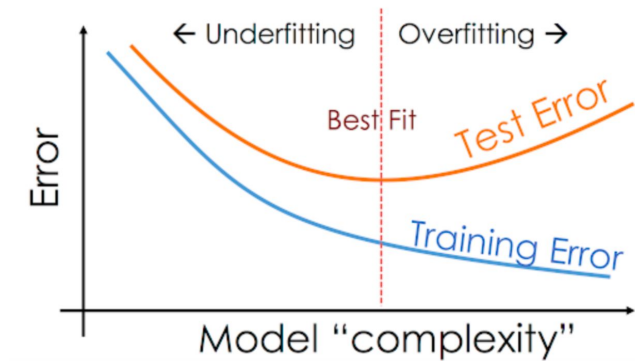 ← Underfitting
Overfitting →
Best Fit
Test Error
Training Error
Error
Model “complexity”